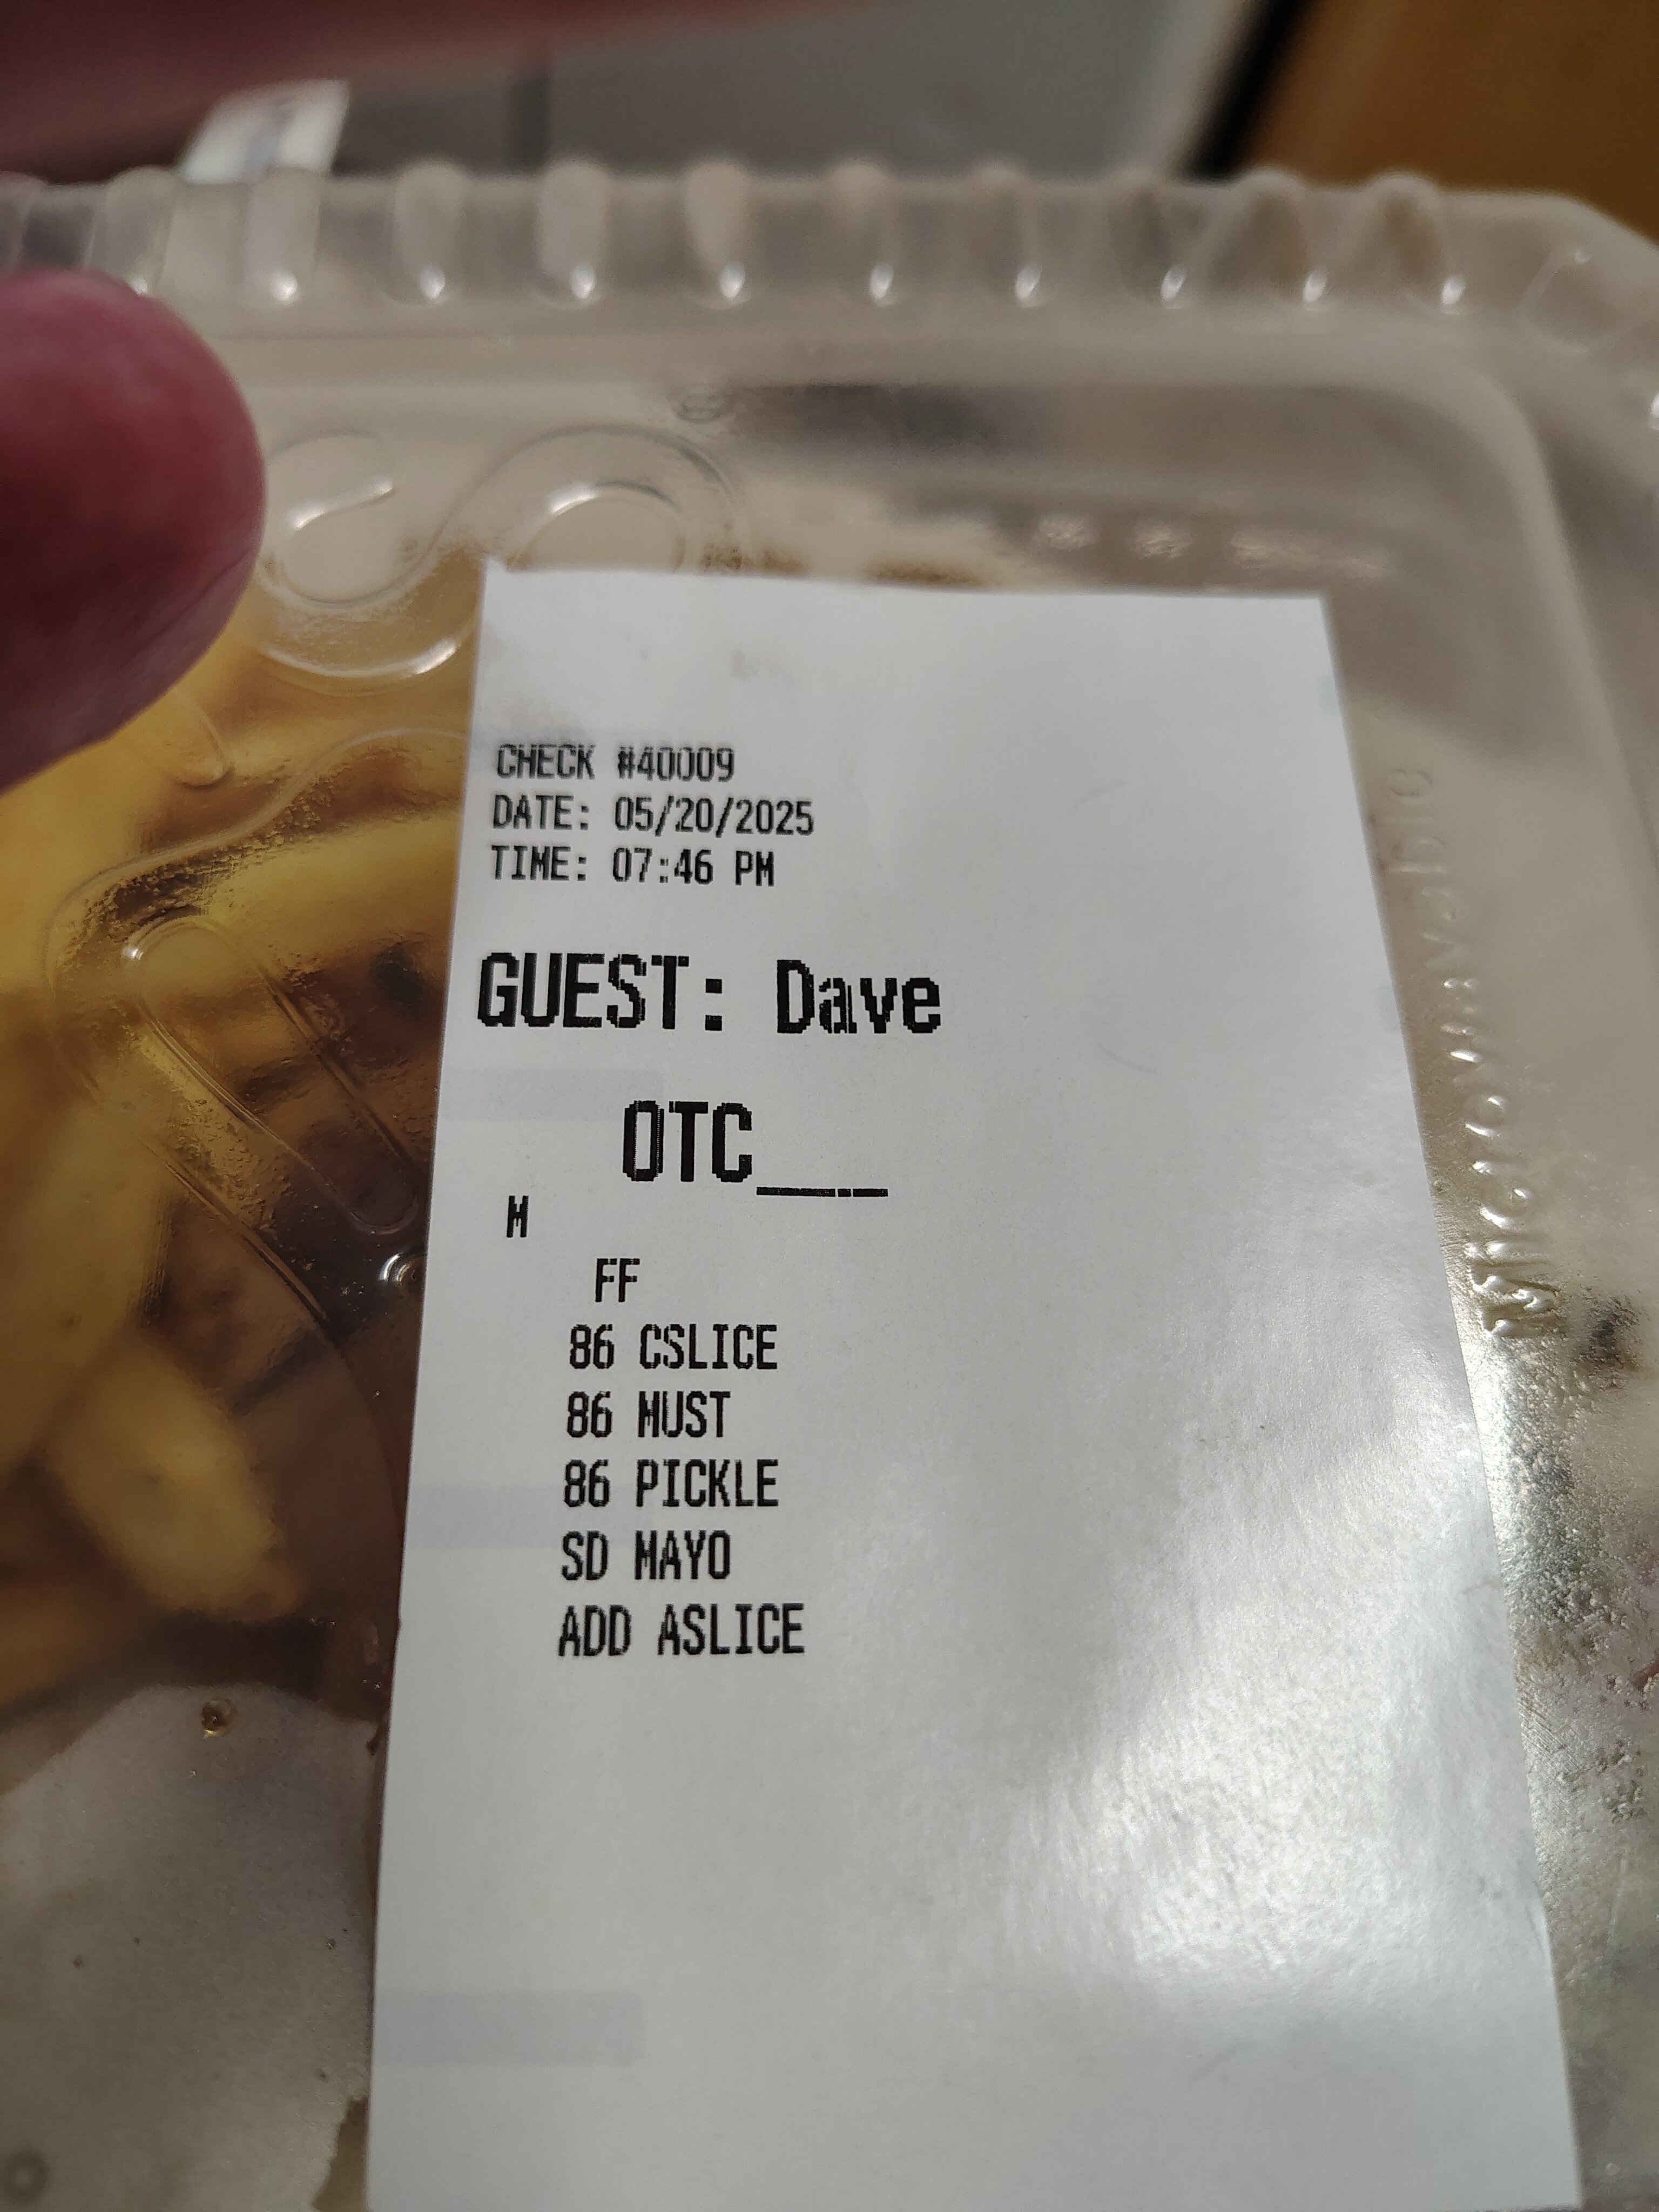 CHECK #40009
DATE: 05/20/2025
TIME: 07:46 PM
GUEST: Dave
OTC___
M
FF
86 CSLICE
86 MUST
86 PICKLE
SD MAYO
ADD ASLICE
Microwavable